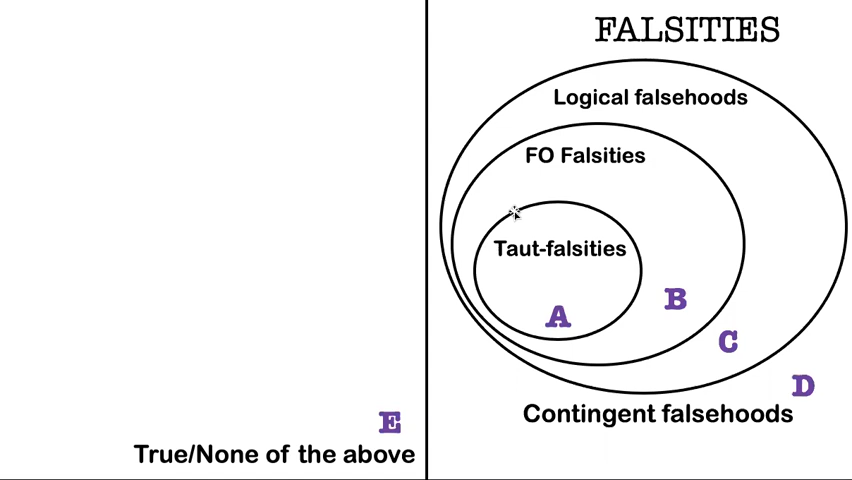 FALSITIES
Logical falsehoods
FO Falsities
Taut-falsities
A
B
C
D
Contingent falsehoods
E
True/None of the above